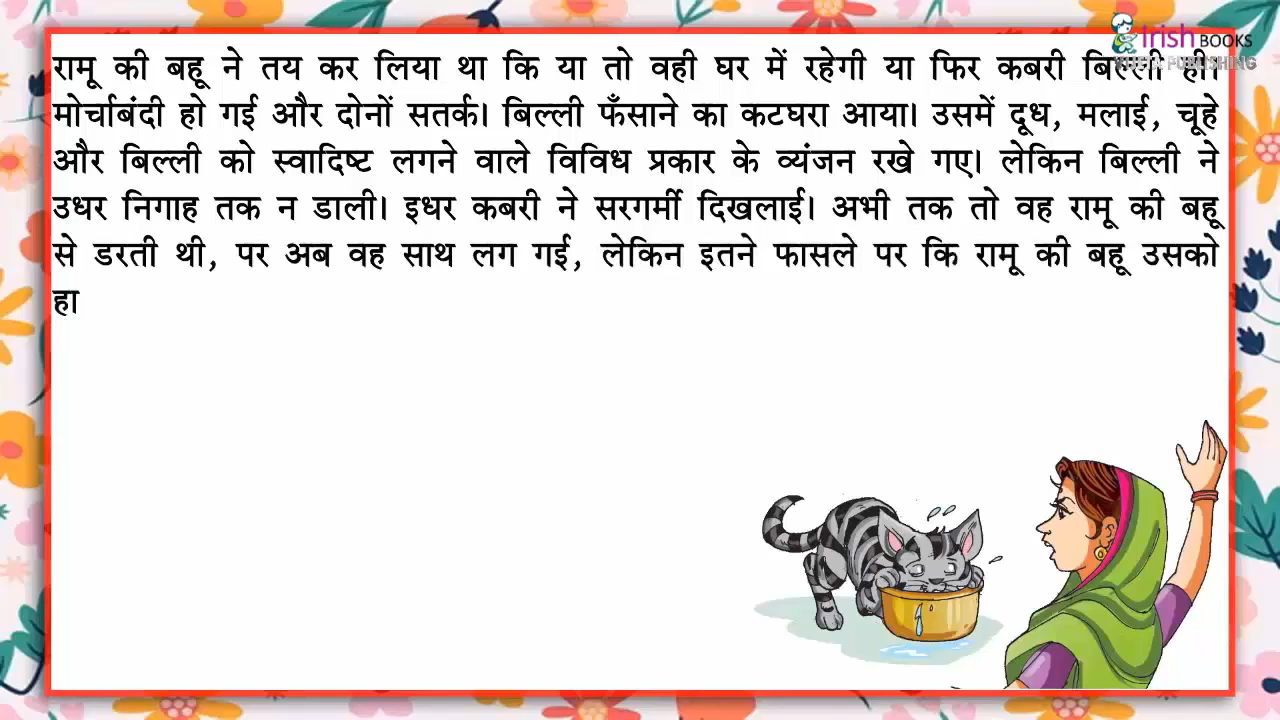 Irish BOOKS
रामू की बहू ने तय कर लिया था कि या तो वही घर में रहेगी या फिर कबरी बिल्ली ही।
मोर्चाबंदी हो गई और दोनों सतर्क। बिल्ली फँसाने का कटघरा आया। उसमें दूध, मलाई, चूहे
और बिल्ली को स्वादिष्ट लगने वाले विविध प्रकार के व्यंजन रखे गए। लेकिन बिल्ली ने
उधर निगाह तक न डाली। इधर कबरी ने सरगर्मी दिखलाई। अभी तक तो वह रामू की बहू
से डरती थी, पर अब वह साथ लग गई, लेकिन इतने फासले पर कि रामू की बहू उसको
हा